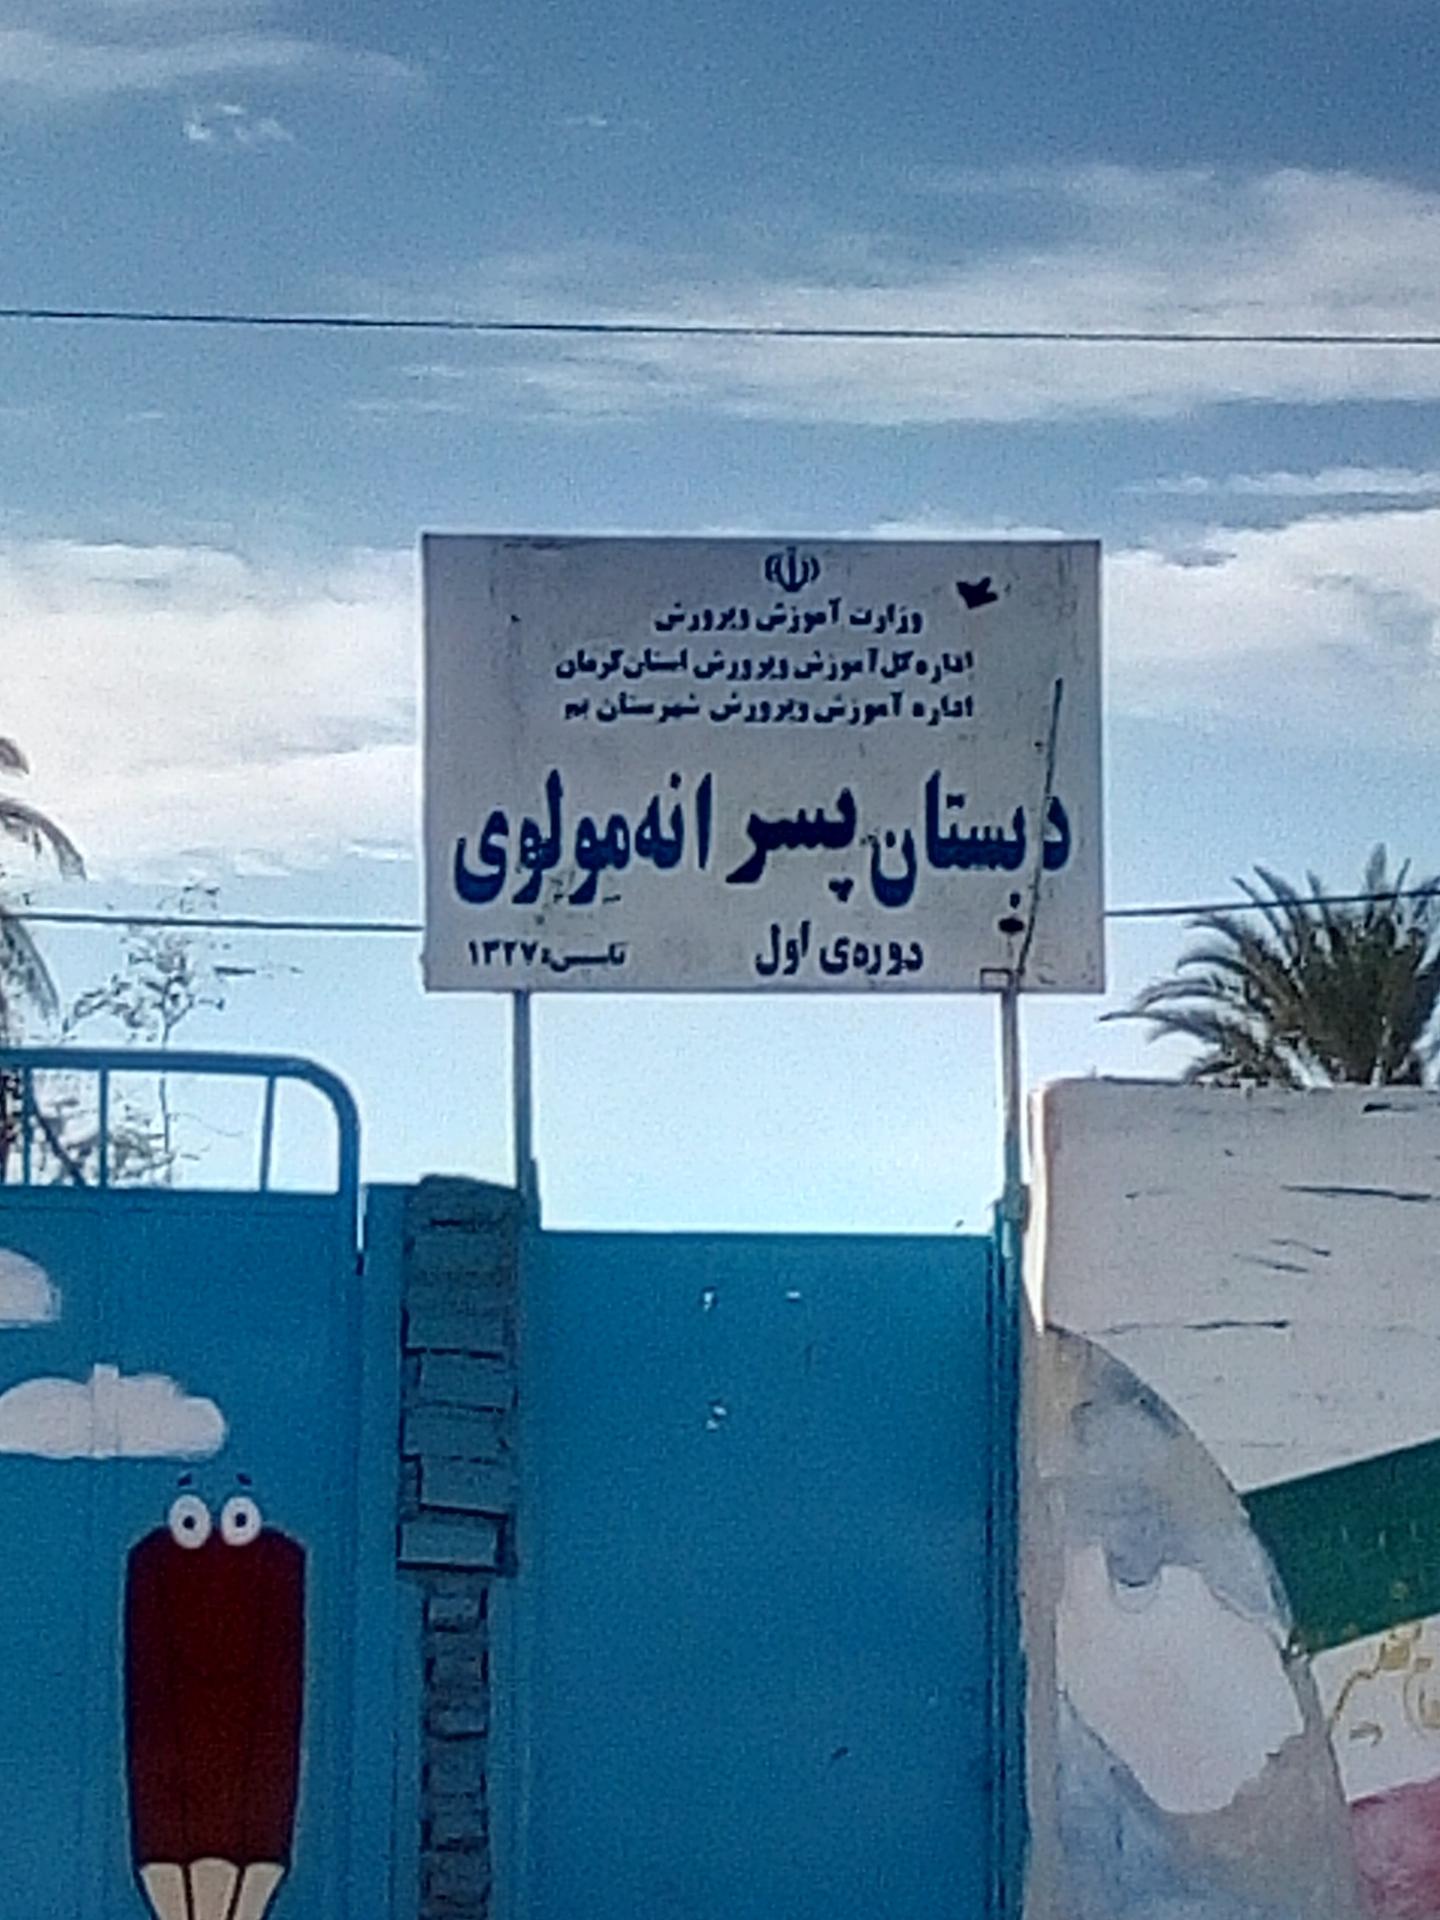 وزارت آموزش وپرورش
اداره کل آموزش وپرورش استان کرمان
اداره آموزش وپرورش شهرستان بم
دبستان پسرانه مولوی
دوره‌ی اول
تاسیس: ۱۳۲۷